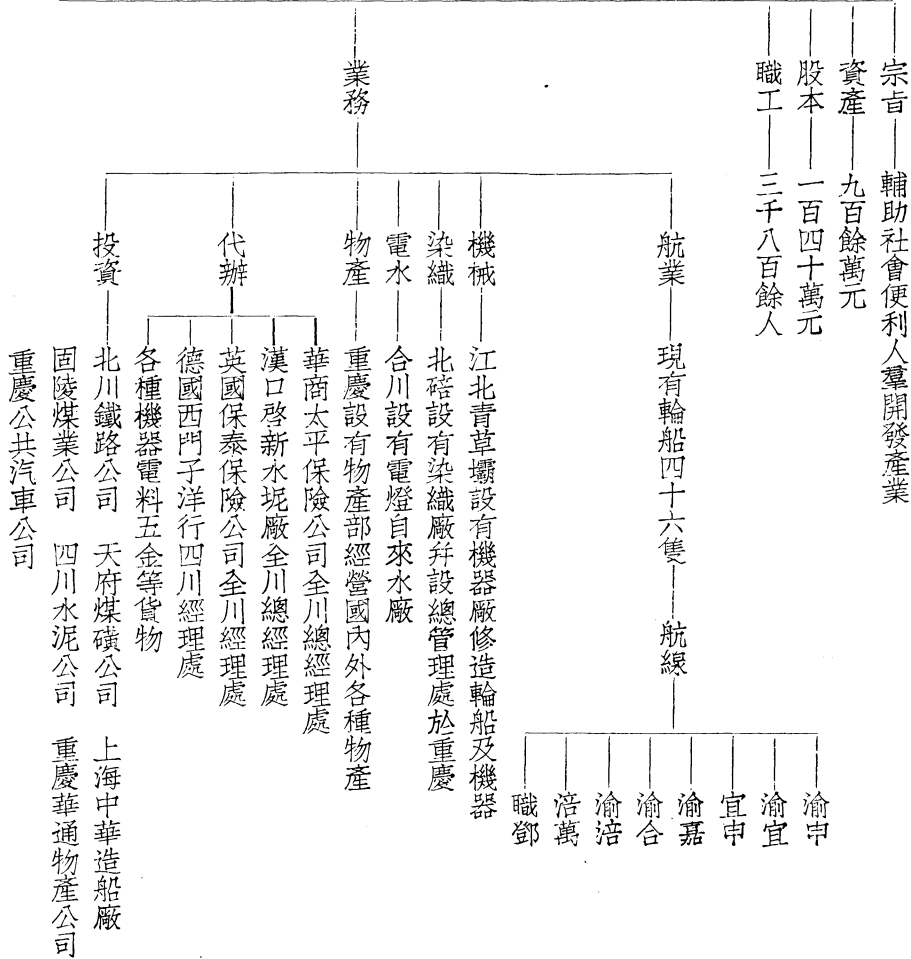 宗旨 輔助社會便利人羣開發產業
資產 九百餘萬元
股本 一百四十萬元
職工 三千八百餘人
業務
航業 現有輪船四十六隻 航線
渝申
渝宜
宜申
渝嘉
渝合
渝涪
涪萬
職鄧
機械 江北青草壩設有機器廠修造輪船及機器
染織 北碚設有染織廠并設總管理處於重慶
電水 合川設有電燈自來水廠
物產 重慶設有物產部經營國內外各種物產
代辦
華商太平保險公司全川總經理處
漢口啓新水坭廠全川總經理處
英國保泰保險公司全川經理處
德國西門子洋行四川經理處
各種機器電料五金等貨物
投資
北川鐵路公司 天府煤礦公司 上海中華造船廠
固陵煤業公司 四川水泥公司 重慶華通物產公司
重慶公共汽車公司